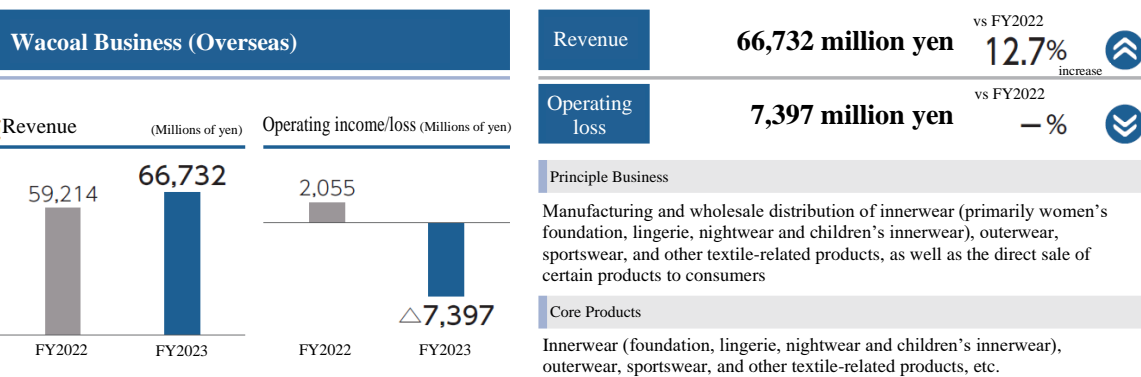 Wacoal Business (Overseas)
Revenue (Millions of yen)
59,214
66,732
FY2022
FY2023
Operating income/loss (Millions of yen)
2,055
△7,397
FY2022
FY2023
Revenue
66,732 million yen
vs FY2022
12.7%
increase
Operating
loss
7,397 million yen
vs FY2022
－%
Principle Business
Manufacturing and wholesale distribution of innerwear (primarily women’s
foundation, lingerie, nightwear and children’s innerwear), outerwear,
sportswear, and other textile-related products, as well as the direct sale of
certain products to consumers
Core Products
Innerwear (foundation, lingerie, nightwear and children’s innerwear),
outerwear, sportswear, and other textile-related products, etc.